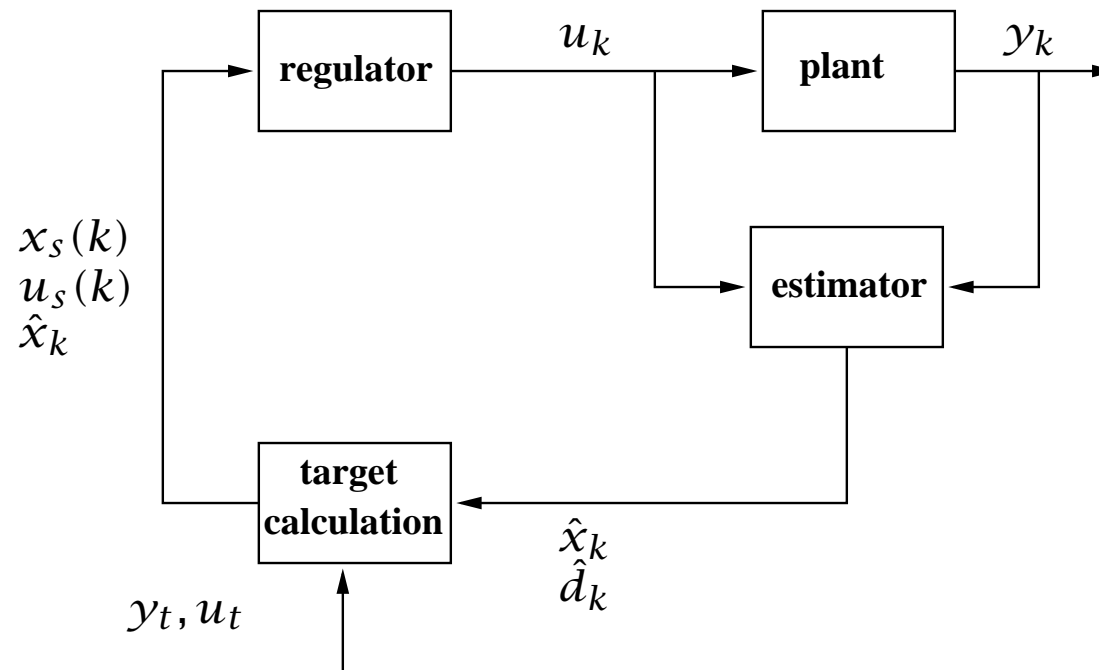 regulator
u_k
plant
y_k
x_s(k)
u_s(k)
x̂_k
estimator
target
calculation
x̂_k
d̂_k
y_t, u_t